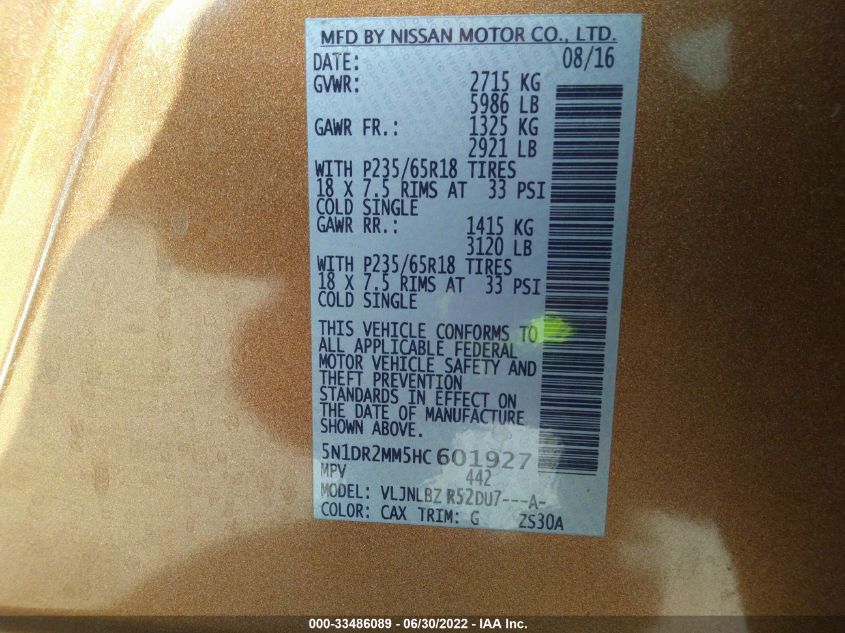 MFD BY NISSAN MOTOR CO., LTD.
DATE: 08/16
GVWR: 2715 KG
5986 LB
GAWR FR.: 1325 KG
2921 LB
WITH P235/65R18 TIRES
18 X 7.5 RIMS AT 33 PSI
COLD SINGLE
GAWR RR.: 1415 KG
3120 LB
WITH P235/65R18 TIRES
18 X 7.5 RIMS AT 33 PSI
COLD SINGLE
THIS VEHICLE CONFORMS TO
ALL APPLICABLE FEDERAL
MOTOR VEHICLE SAFETY AND
THEFT PREVENTION
STANDARDS IN EFFECT ON
THE DATE OF MANUFACTURE
SHOWN ABOVE.
5N1DR2MM5HC 601927
MPV 442
MODEL: VLJNLBZ R52DU7---A-
COLOR: CAX TRIM: G ZS30A
000-33486089 - 06/30/2022 - IAA Inc.